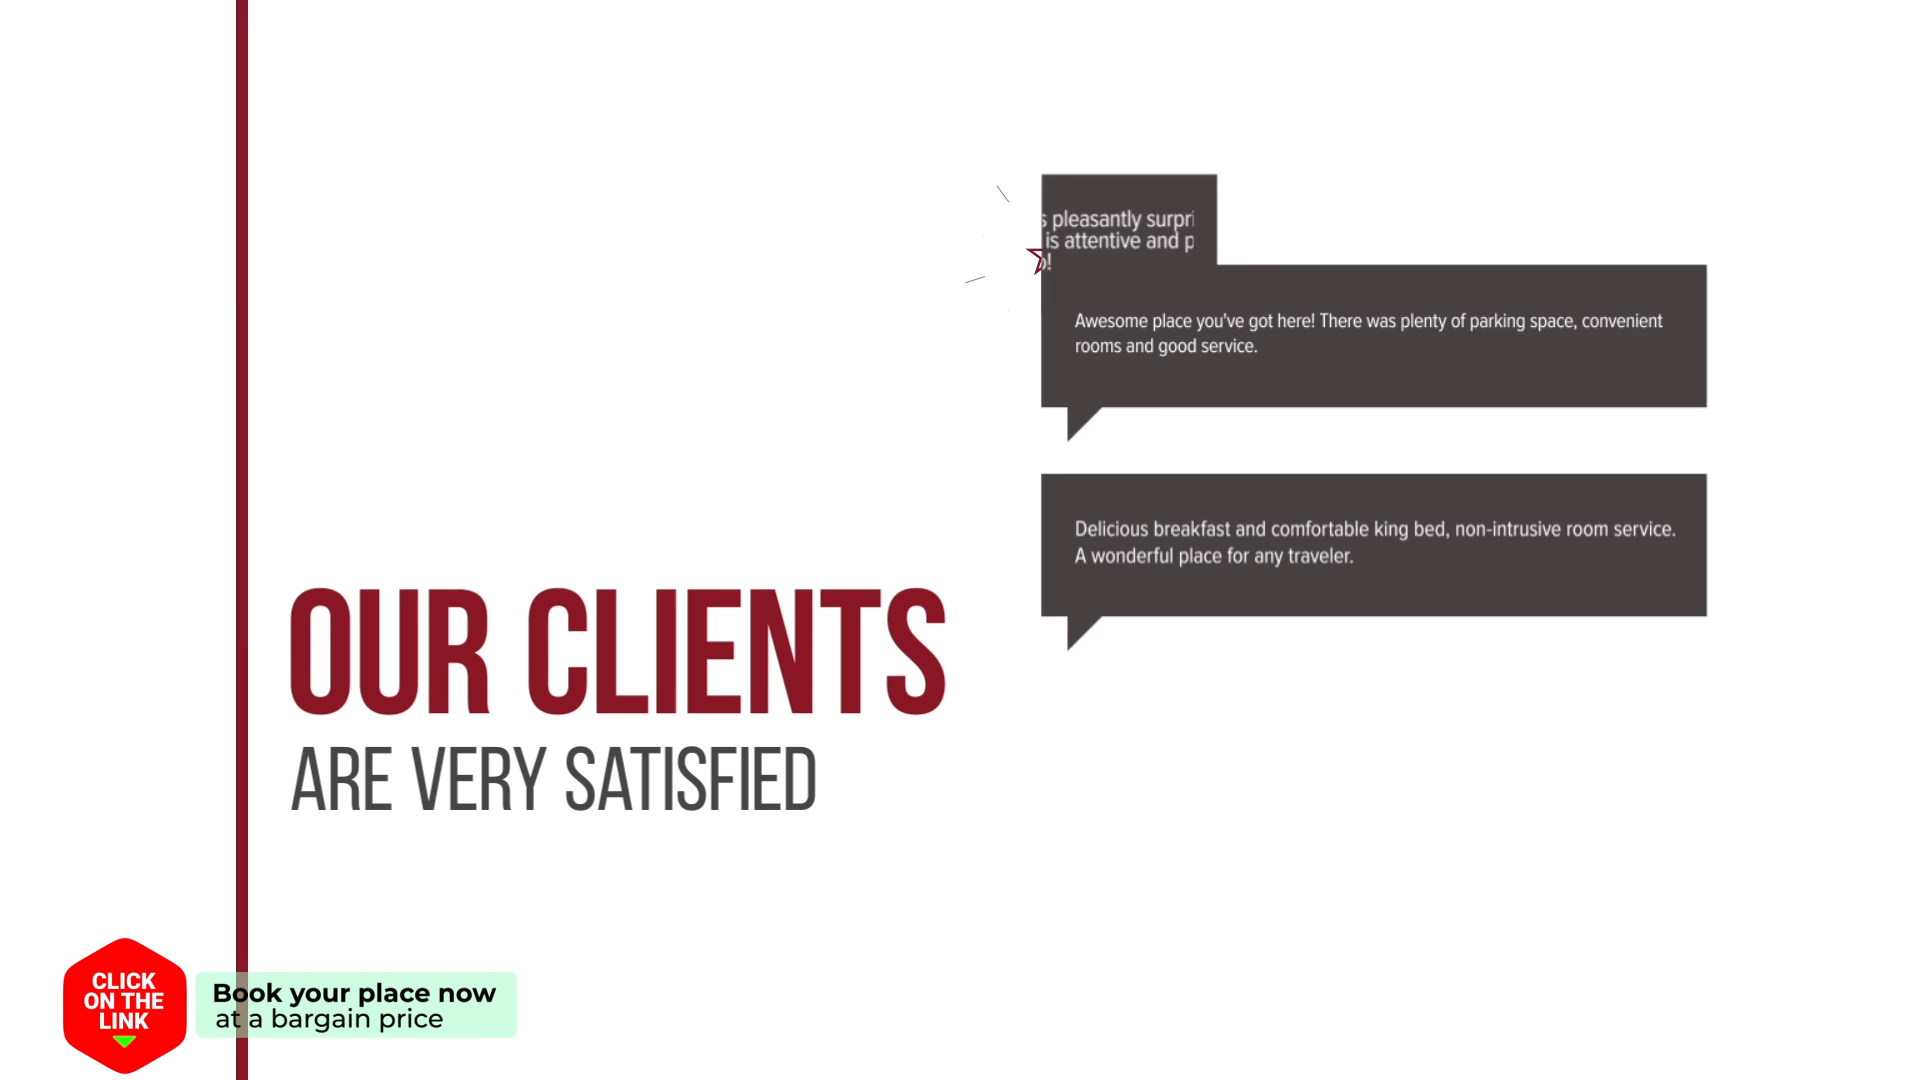 pleasantly
is attentive and
Awesome place you've got here! There was plenty of parking space, convenient
rooms and good service.
Delicious breakfast and comfortable king bed, non-intrusive room service.
A wonderful place for any traveler.
OUR CLIENTS
ARE VERY SATISFIED
CLICK
ON THE
LINK
Book your place now
at a bargain price